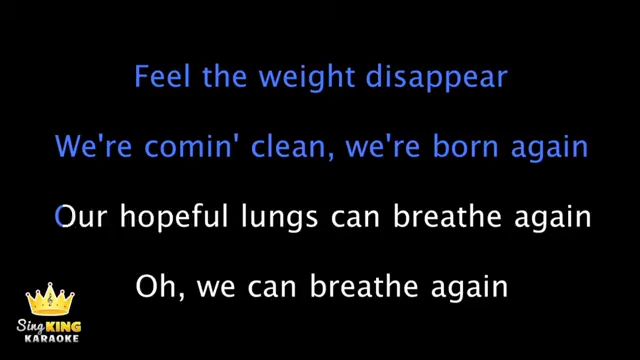 Feel the weight disappear
We're comin' clean, we're born again
Our hopeful lungs can breathe again
Oh, we can breathe again
Sing KING
KARAOKE